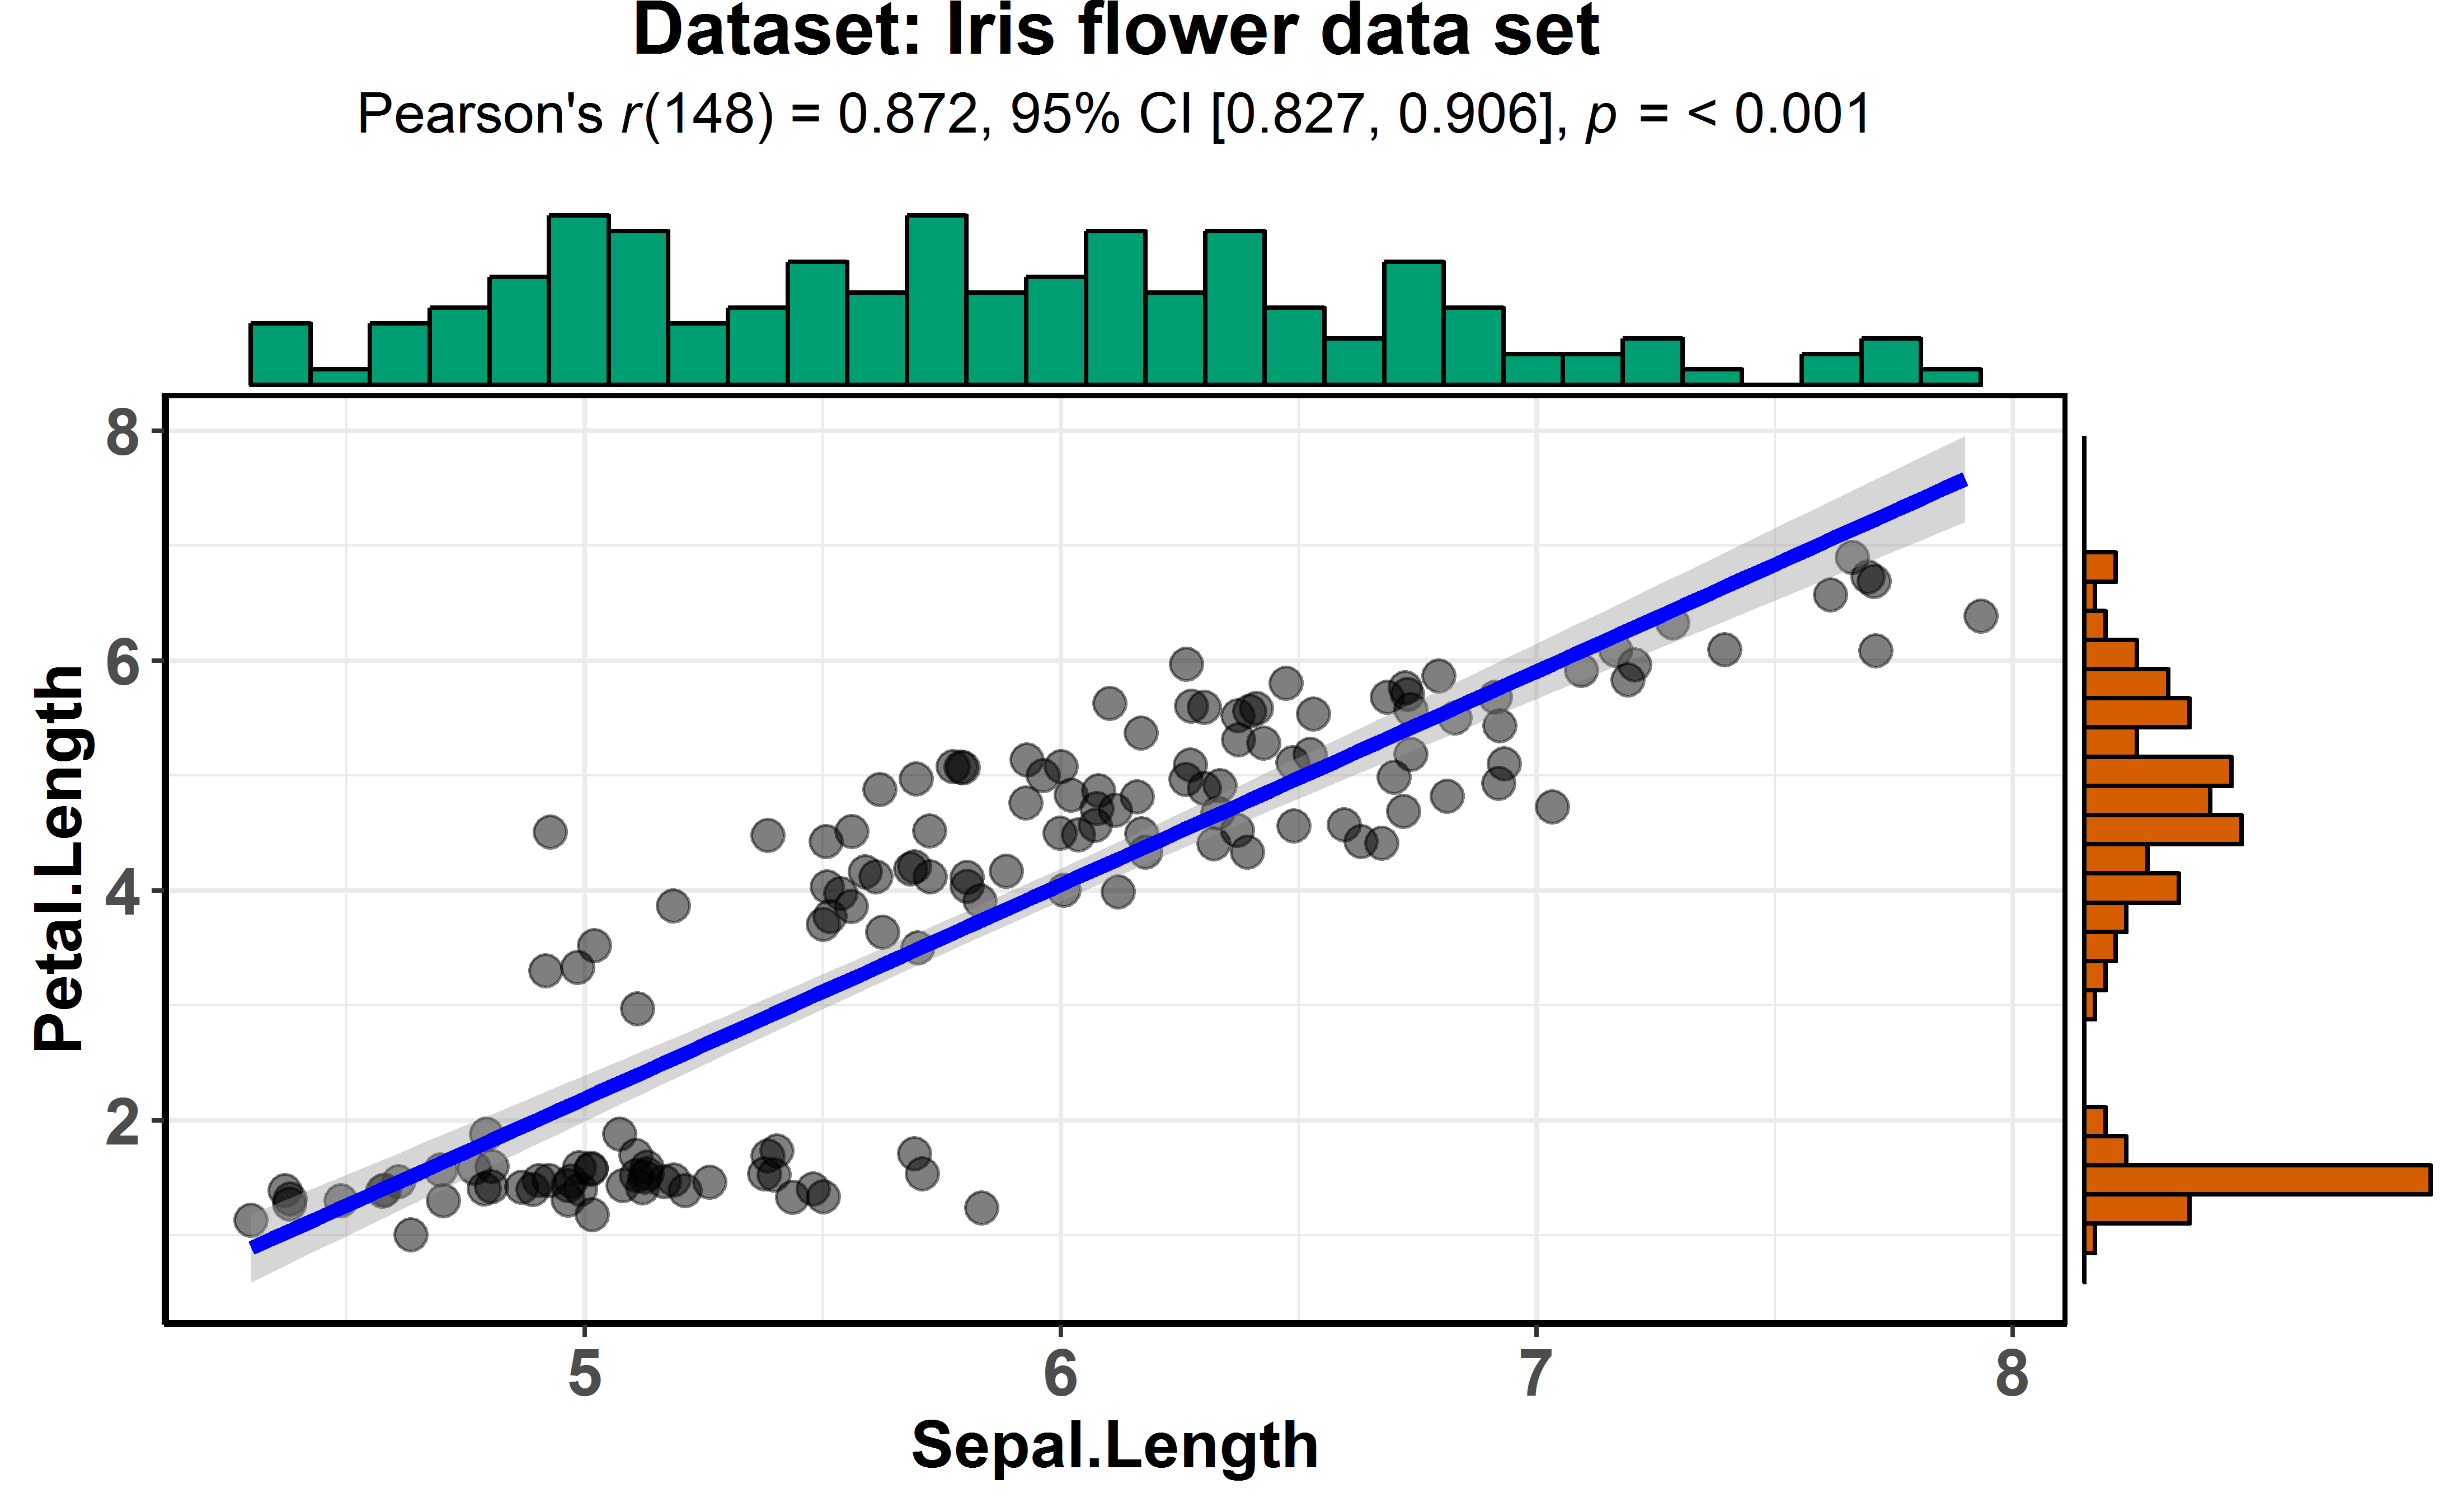 Dataset: Iris flower data set
Pearson's r(148) = 0.872, 95% CI [0.827, 0.906], p = < 0.001
8
6
4
2
Petal.Length
5 6 7 8
Sepal.Length